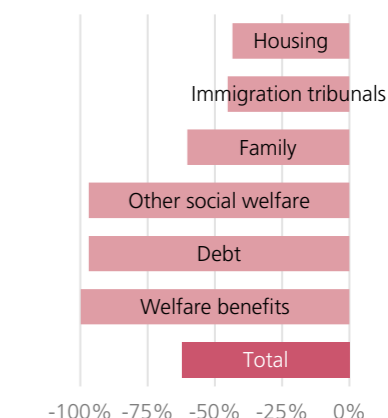 Housing
Immigration tribunals
Family
Other social welfare
Debt
Welfare benefits
Total
-100% -75% -50% -25% 0%